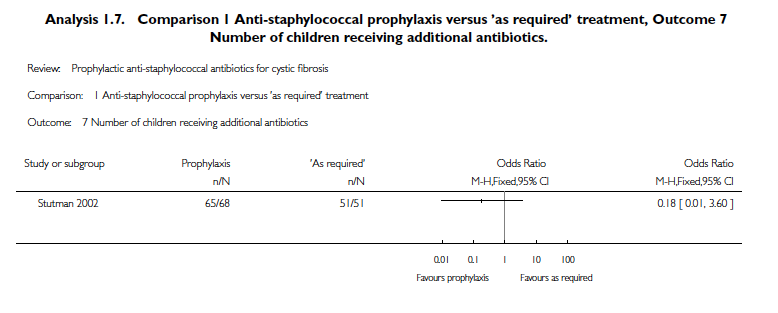 Analysis 1.7. Comparison 1 Anti-staphylococcal prophylaxis versus 'as required' treatment, Outcome 7
Number of children receiving additional antibiotics.
Review: Prophylactic anti-staphylococcal antibiotics for cystic fibrosis
Comparison: 1 Anti-staphylococcal prophylaxis versus 'as required' treatment
Outcome: 7 Number of children receiving additional antibiotics
Study or subgroup Prophylaxis 'As required' Odds Ratio Odds Ratio
n/N n/N M-H,Fixed,95% CI M-H,Fixed,95% CI
Stutman 2002 65/68 51/51 0.18 [ 0.01, 3.60 ]
0.01 0.1 1 10 100
Favours prophylaxis Favours as required